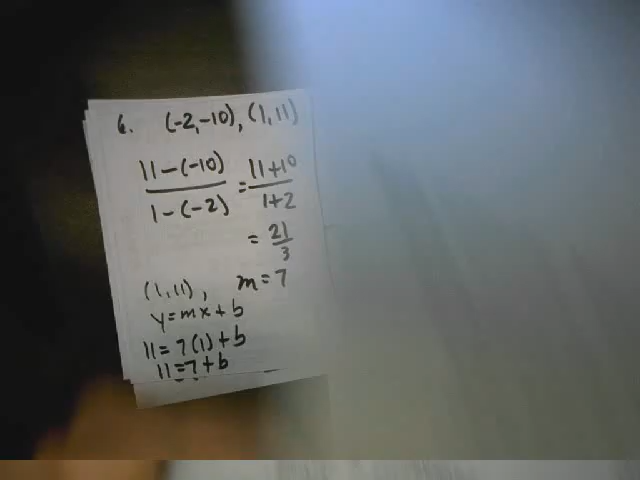 6. (-2,-10), (1,11)
11-(-10)/1-(-2) = 11+10/1+2
= 21/3
(1,11), m=7
y=mx+b
11=7(1)+b
11=7+b